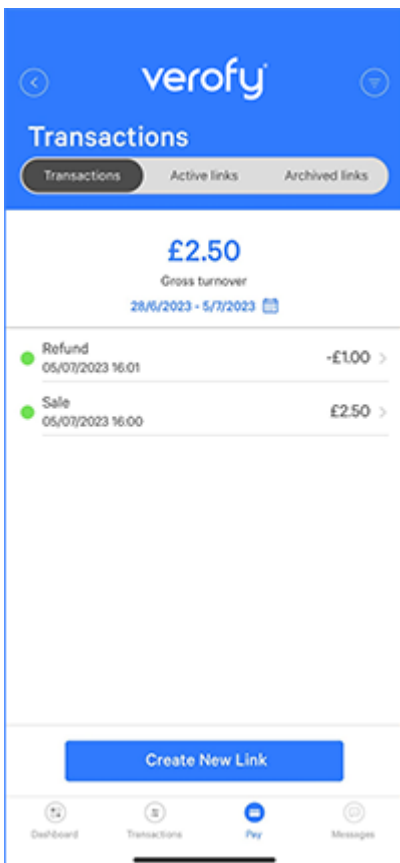 verofy
Transactions
Transactions Active links Archived links
£2.50
Gross turnover
28/6/2023 - 5/7/2023
Refund
05/07/2023 16:01
-£1.00
Sale
05/07/2023 16:00
£2.50
Create New Link
Dashboard Transactions Pay Messages